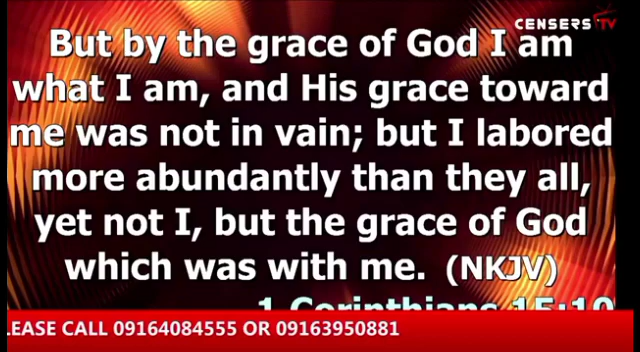 CENSERS TV
But by the grace of God I am
what I am, and His grace toward
me was not in vain; but I labored
more abundantly than they all,
yet not I, but the grace of God
which was with me. (NKJV)
1 Corinthians 15:10
LEASE CALL 09164084555 OR 09163950881